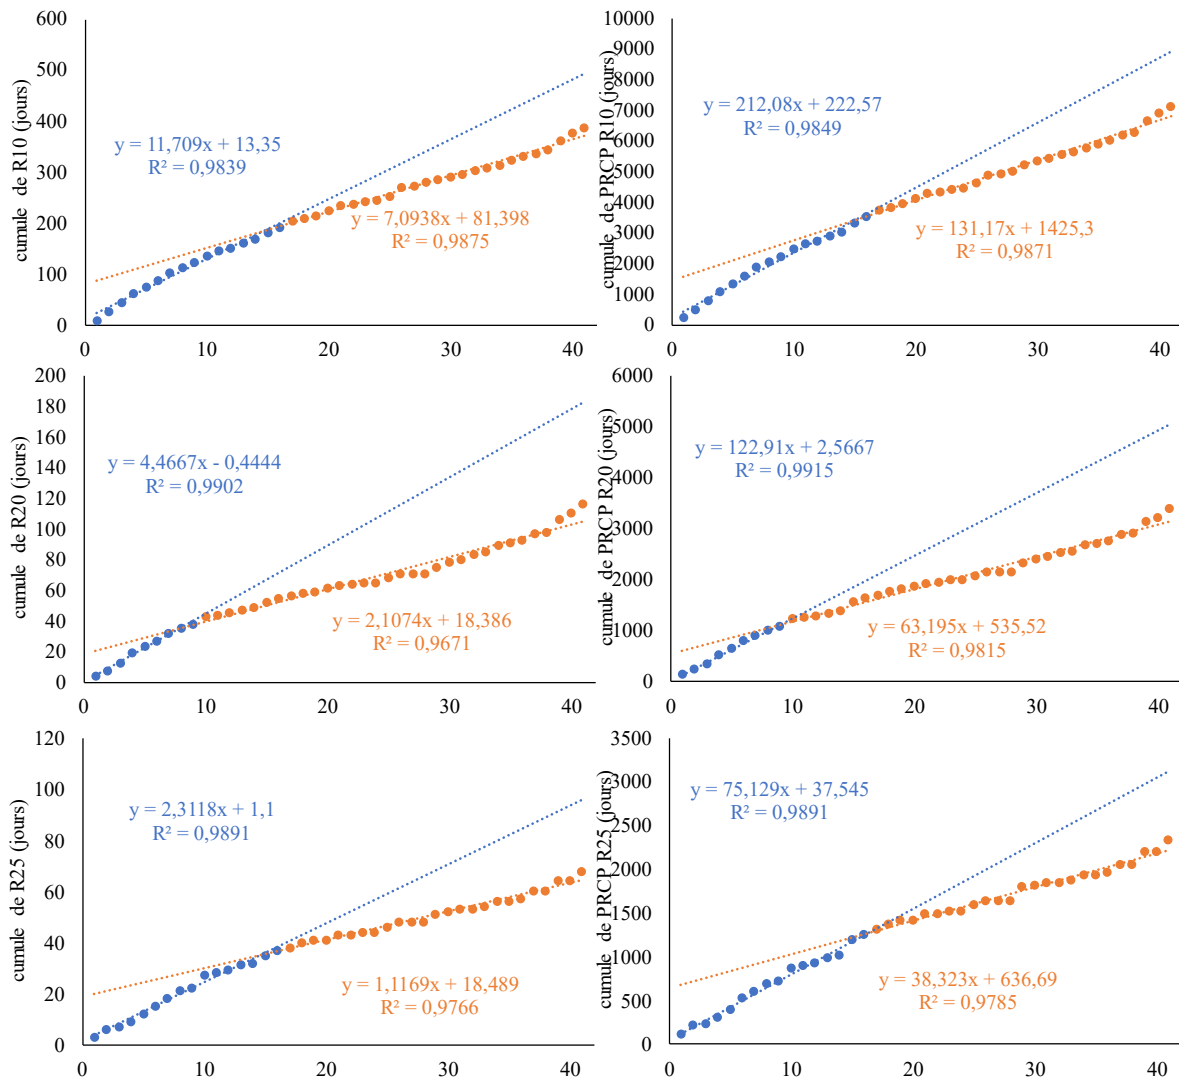 cumule  de R10 (jours)
600
500
400
300
200
100
0
y = 11,709x + 13,35
R² = 0,9839
y = 7,0938x + 81,398
R² = 0,9875
0
10
20
30
40
cumule  de PRCP R10 (jours)
10000
9000
8000
7000
6000
5000
4000
3000
2000
1000
0
y = 212,08x + 222,57
R² = 0,9849
y = 131,17x + 1425,3
R² = 0,9871
0
10
20
30
40
cumule  de R20 (jours)
200
180
160
140
120
100
80
60
40
20
0
y = 4,4667x - 0,4444
R² = 0,9902
y = 2,1074x + 18,386
R² = 0,9671
0
10
20
30
40
cumule  de PRCP R20 (jours)
6000
5000
4000
3000
2000
1000
0
y = 122,91x + 2,5667
R² = 0,9915
y = 63,195x + 535,52
R² = 0,9815
0
10
20
30
40
cumule  de R25 (jours)
120
100
80
60
40
20
0
y = 2,3118x + 1,1
R² = 0,9891
y = 1,1169x + 18,489
R² = 0,9766
0
10
20
30
40
cumule  de PRCP R25 (jours)
3500
3000
2500
2000
1500
1000
500
0
y = 75,129x + 37,545
R² = 0,9891
y = 38,323x + 636,69
R² = 0,9785
0
10
20
30
40